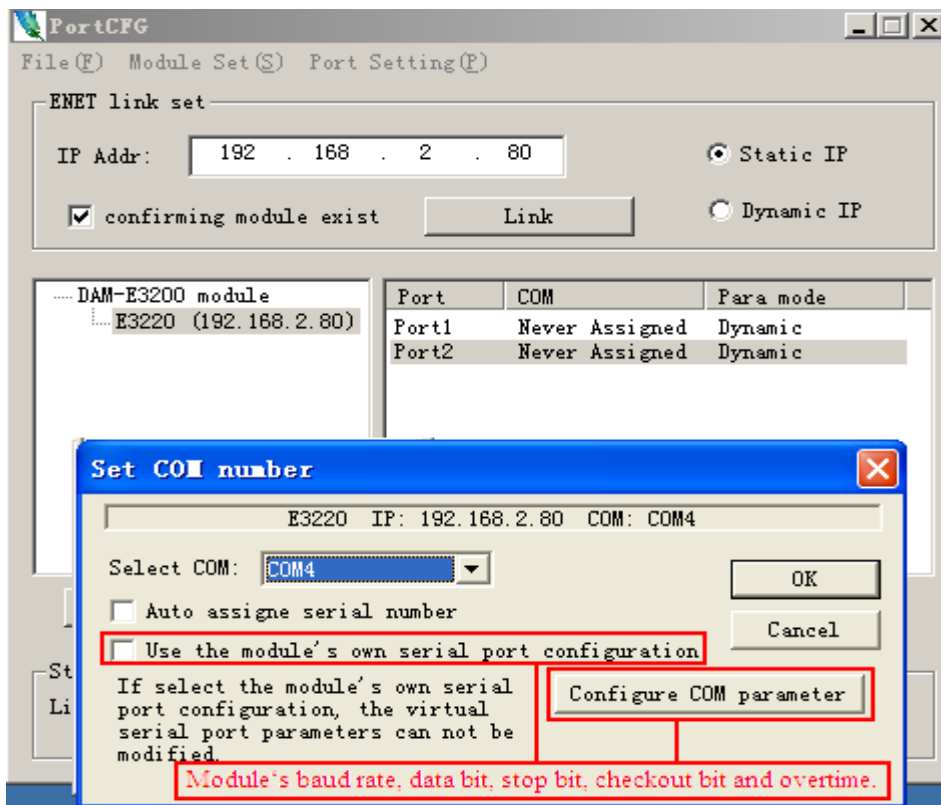 PortCFG
File(F) Module Set(S) Port Setting(P)
ENET link set
IP Addr: 192 . 168 . 2 . 80
Static IP
confirming module exist
Link
Dynamic IP
DAM-E3200 module
E3220 (192.168.2.80)
Port COM Para mode
Port1 Never Assigned Dynamic
Port2 Never Assigned Dynamic
Set COM number
E3220 IP: 192.168.2.80 COM: COM4
Select COM: COM4
OK
Auto assigne serial number
Cancel
Use the module's own serial port configuration
If select the module's own serial
port configuration, the virtual
serial port parameters can not be
modified.
Configure COM parameter
St
Li
Module's baud rate, data bit, stop bit, checkout bit and overtime.